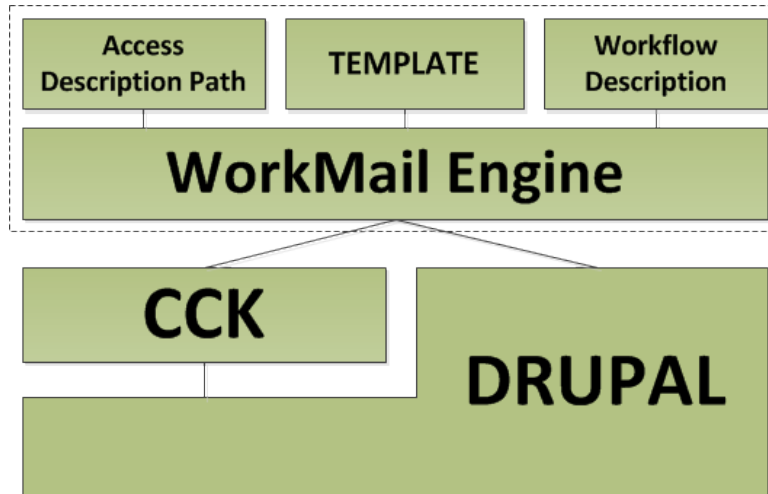 Access
Description Path
TEMPLATE
Workflow
Description
WorkMail Engine
CCK
DRUPAL